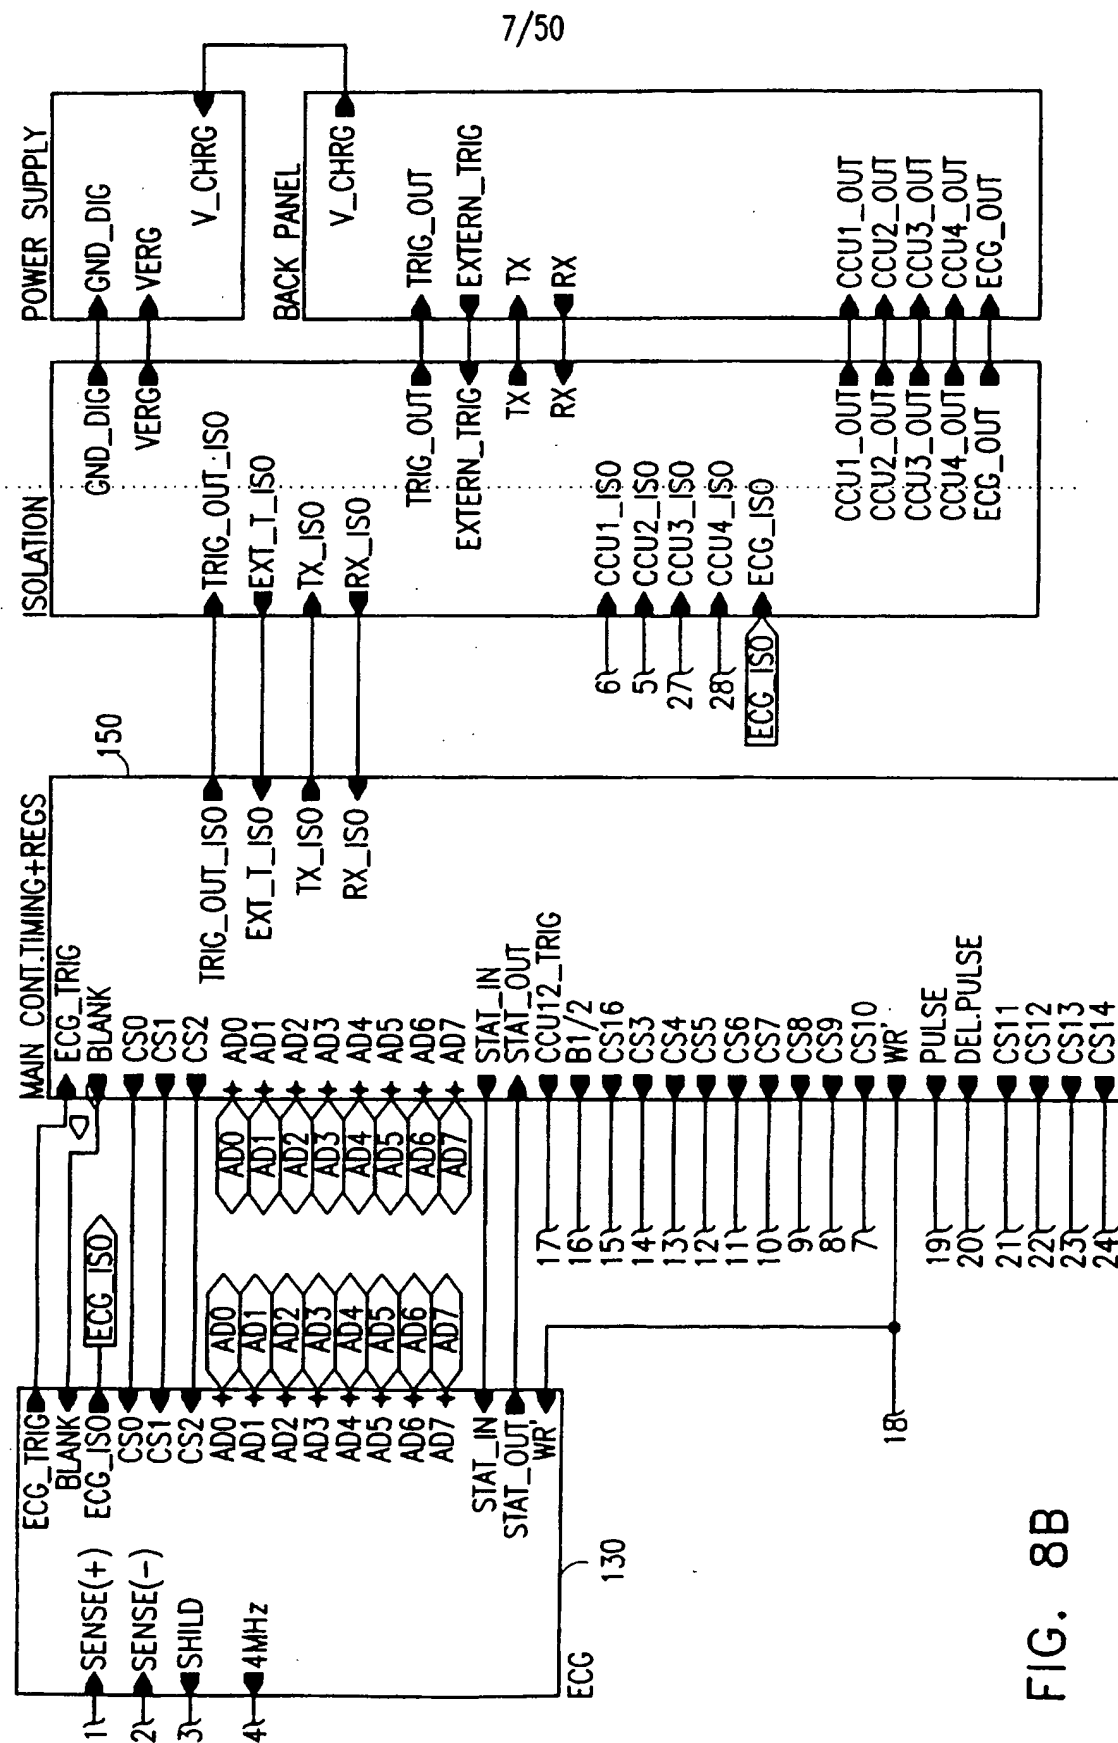 7/50
POWER SUPPLY
GND_DIG
VERG
V_CHRG
BACK PANEL
V_CHRG
TRIG_OUT
EXTERN_TRIG
TX
RX
CCU1_OUT
CCU2_OUT
CCU3_OUT
CCU4_OUT
ECG_OUT
ISOLATION
GND_DIG
VERG
TRIG_OUT_ISO
EXT_T_ISO
TX_ISO
RX_ISO
TRIG_OUT
EXTERN_TRIG
TX
RX
6 CCU1_ISO
5 CCU2_ISO
27 CCU3_ISO
28 CCU4_ISO
ECG_ISO ECG_ISO
CCU1_OUT
CCU2_OUT
CCU3_OUT
CCU4_OUT
ECG_OUT
MAIN CONT.TIMING+REGS
150
ECG_TRIG
BLANK
CS0
CS1
CS2
TRIG_OUT_ISO
EXT_T_ISO
TX_ISO
RX_ISO
AD0 AD0
AD1 AD1
AD2 AD2
AD3 AD3
AD4 AD4
AD5 AD5
AD6 AD6
AD7 AD7
STAT_IN
STAT_OUT
17 CCU12_TRIG
16 B1/2
15 CS16
14 CS3
13 CS4
12 CS5
11 CS6
10 CS7
9 CS8
8 CS9
7 CS10
WR'
18
19 PULSE
20 DEL.PULSE
21 CS11
22 CS12
23 CS13
24 CS14
ECG
130
1 SENSE(+)
2 SENSE(-)
3 SHILD
4 4MHz
ECG_TRIG
BLANK
ECG_ISO ECG_ISO
CS0
CS1
CS2
AD0 AD0
AD1 AD1
AD2 AD2
AD3 AD3
AD4 AD4
AD5 AD5
AD6 AD6
AD7 AD7
STAT_IN
STAT_OUT
WR'
FIG. 8B